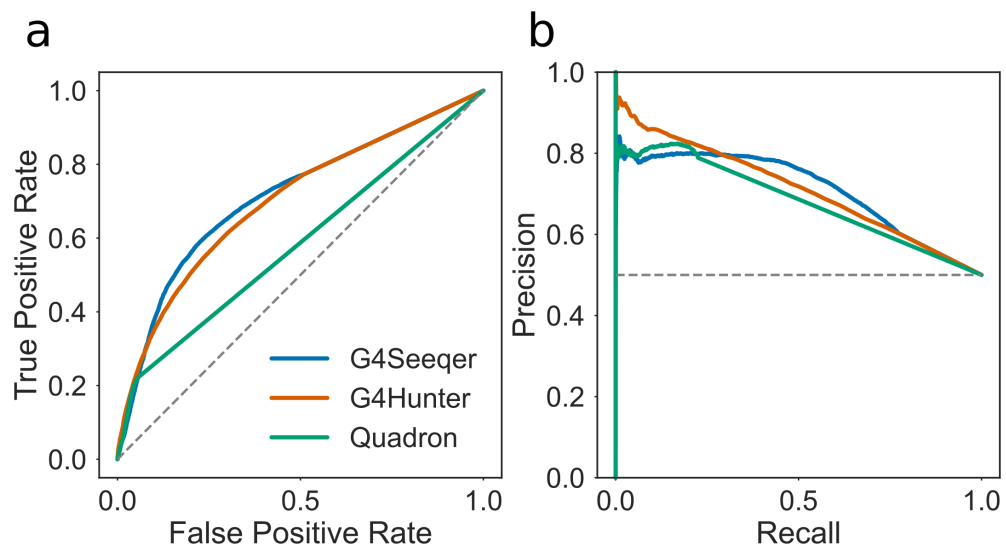 a
1.0
0.8
0.6
0.4
0.2
0.0
True Positive Rate
0.0
0.5
1.0
False Positive Rate
G4Seeqer
G4Hunter
Quadron
b
1.0
0.8
0.6
0.4
0.2
0.0
Precision
0.0
0.5
1.0
Recall